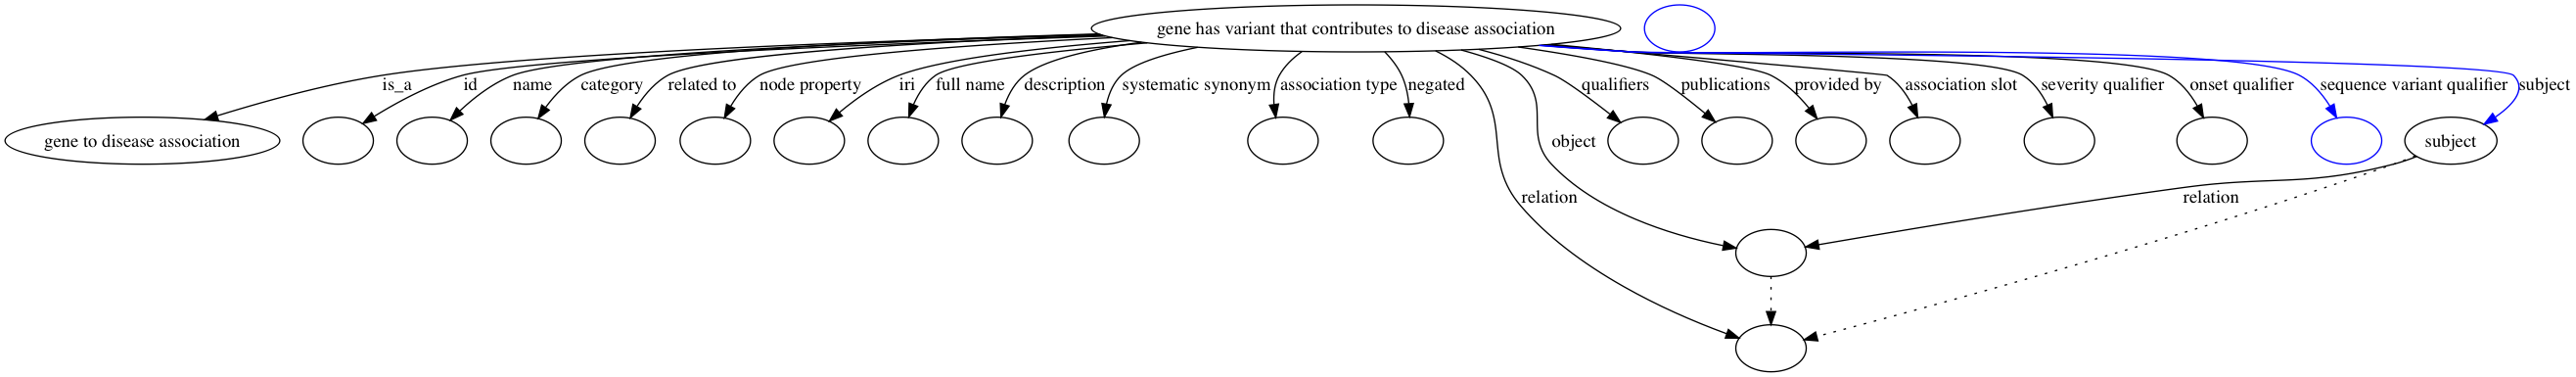 gene has variant that contributes to disease association
is_a
id
name
category
related to
node property
iri
full name
description
systematic synonym
association type
negated
qualifiers
publications
provided by
association slot
severity qualifier
onset qualifier
sequence variant qualifier
subject
gene to disease association
object
subject
relation
relation